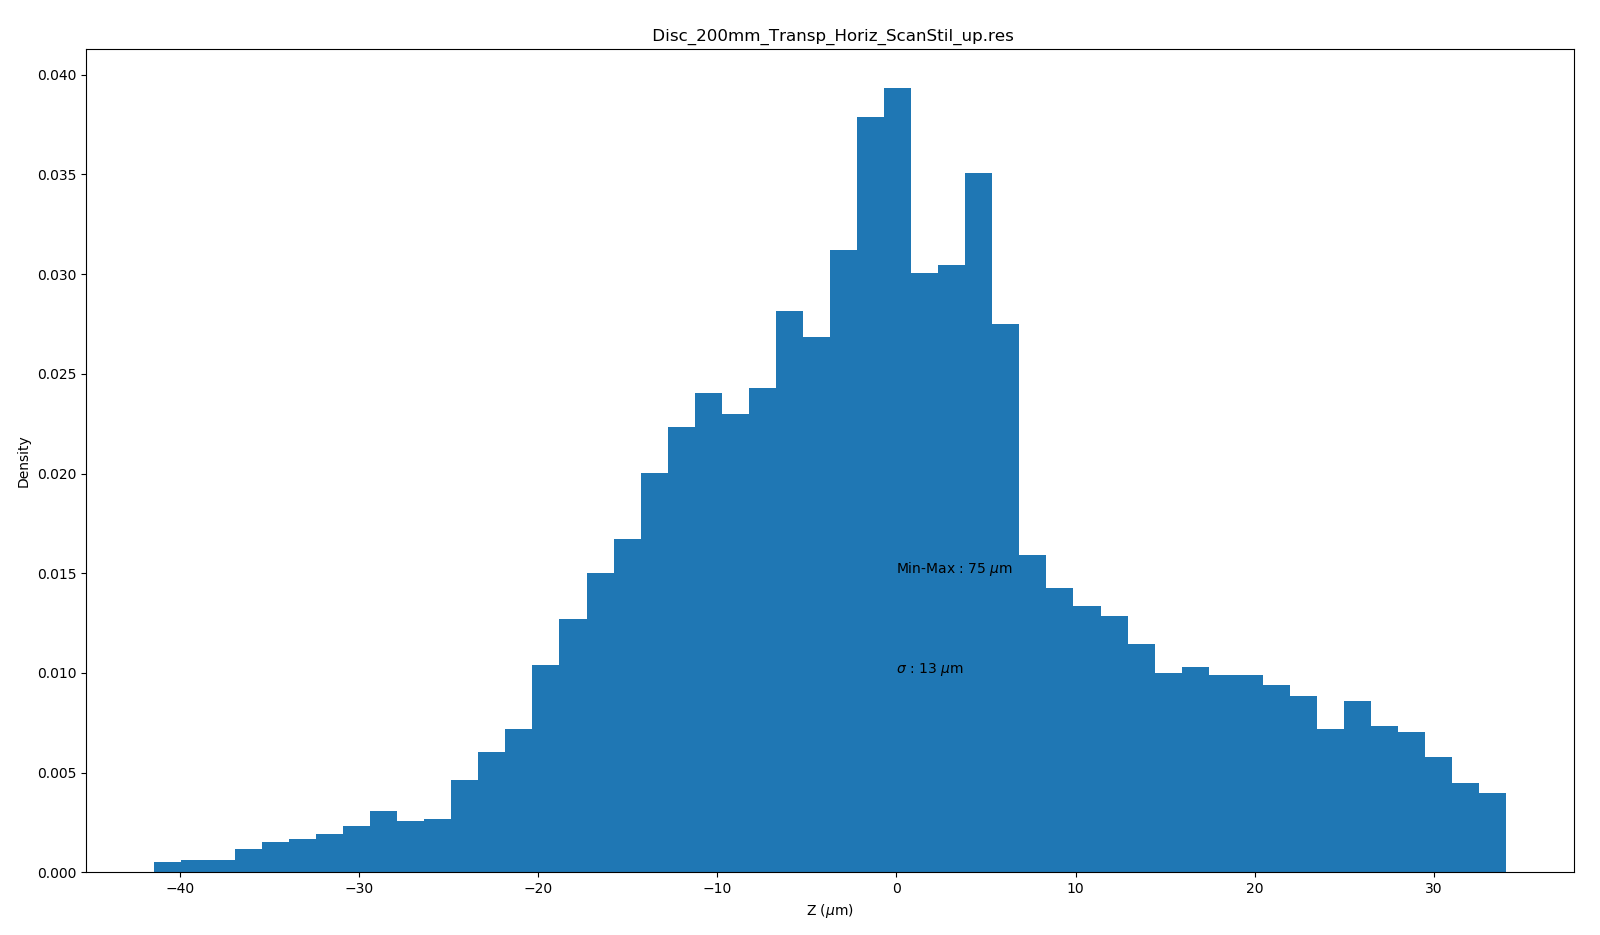 Disc_200mm_Transp_Horiz_ScanStil_up.res
0.040
0.035
0.030
0.025
0.020
0.015
0.010
0.005
0.000
Density
Min-Max : 75 μm
σ : 13 μm
−40 −30 −20 −10 0 10 20 30
Z (μm)